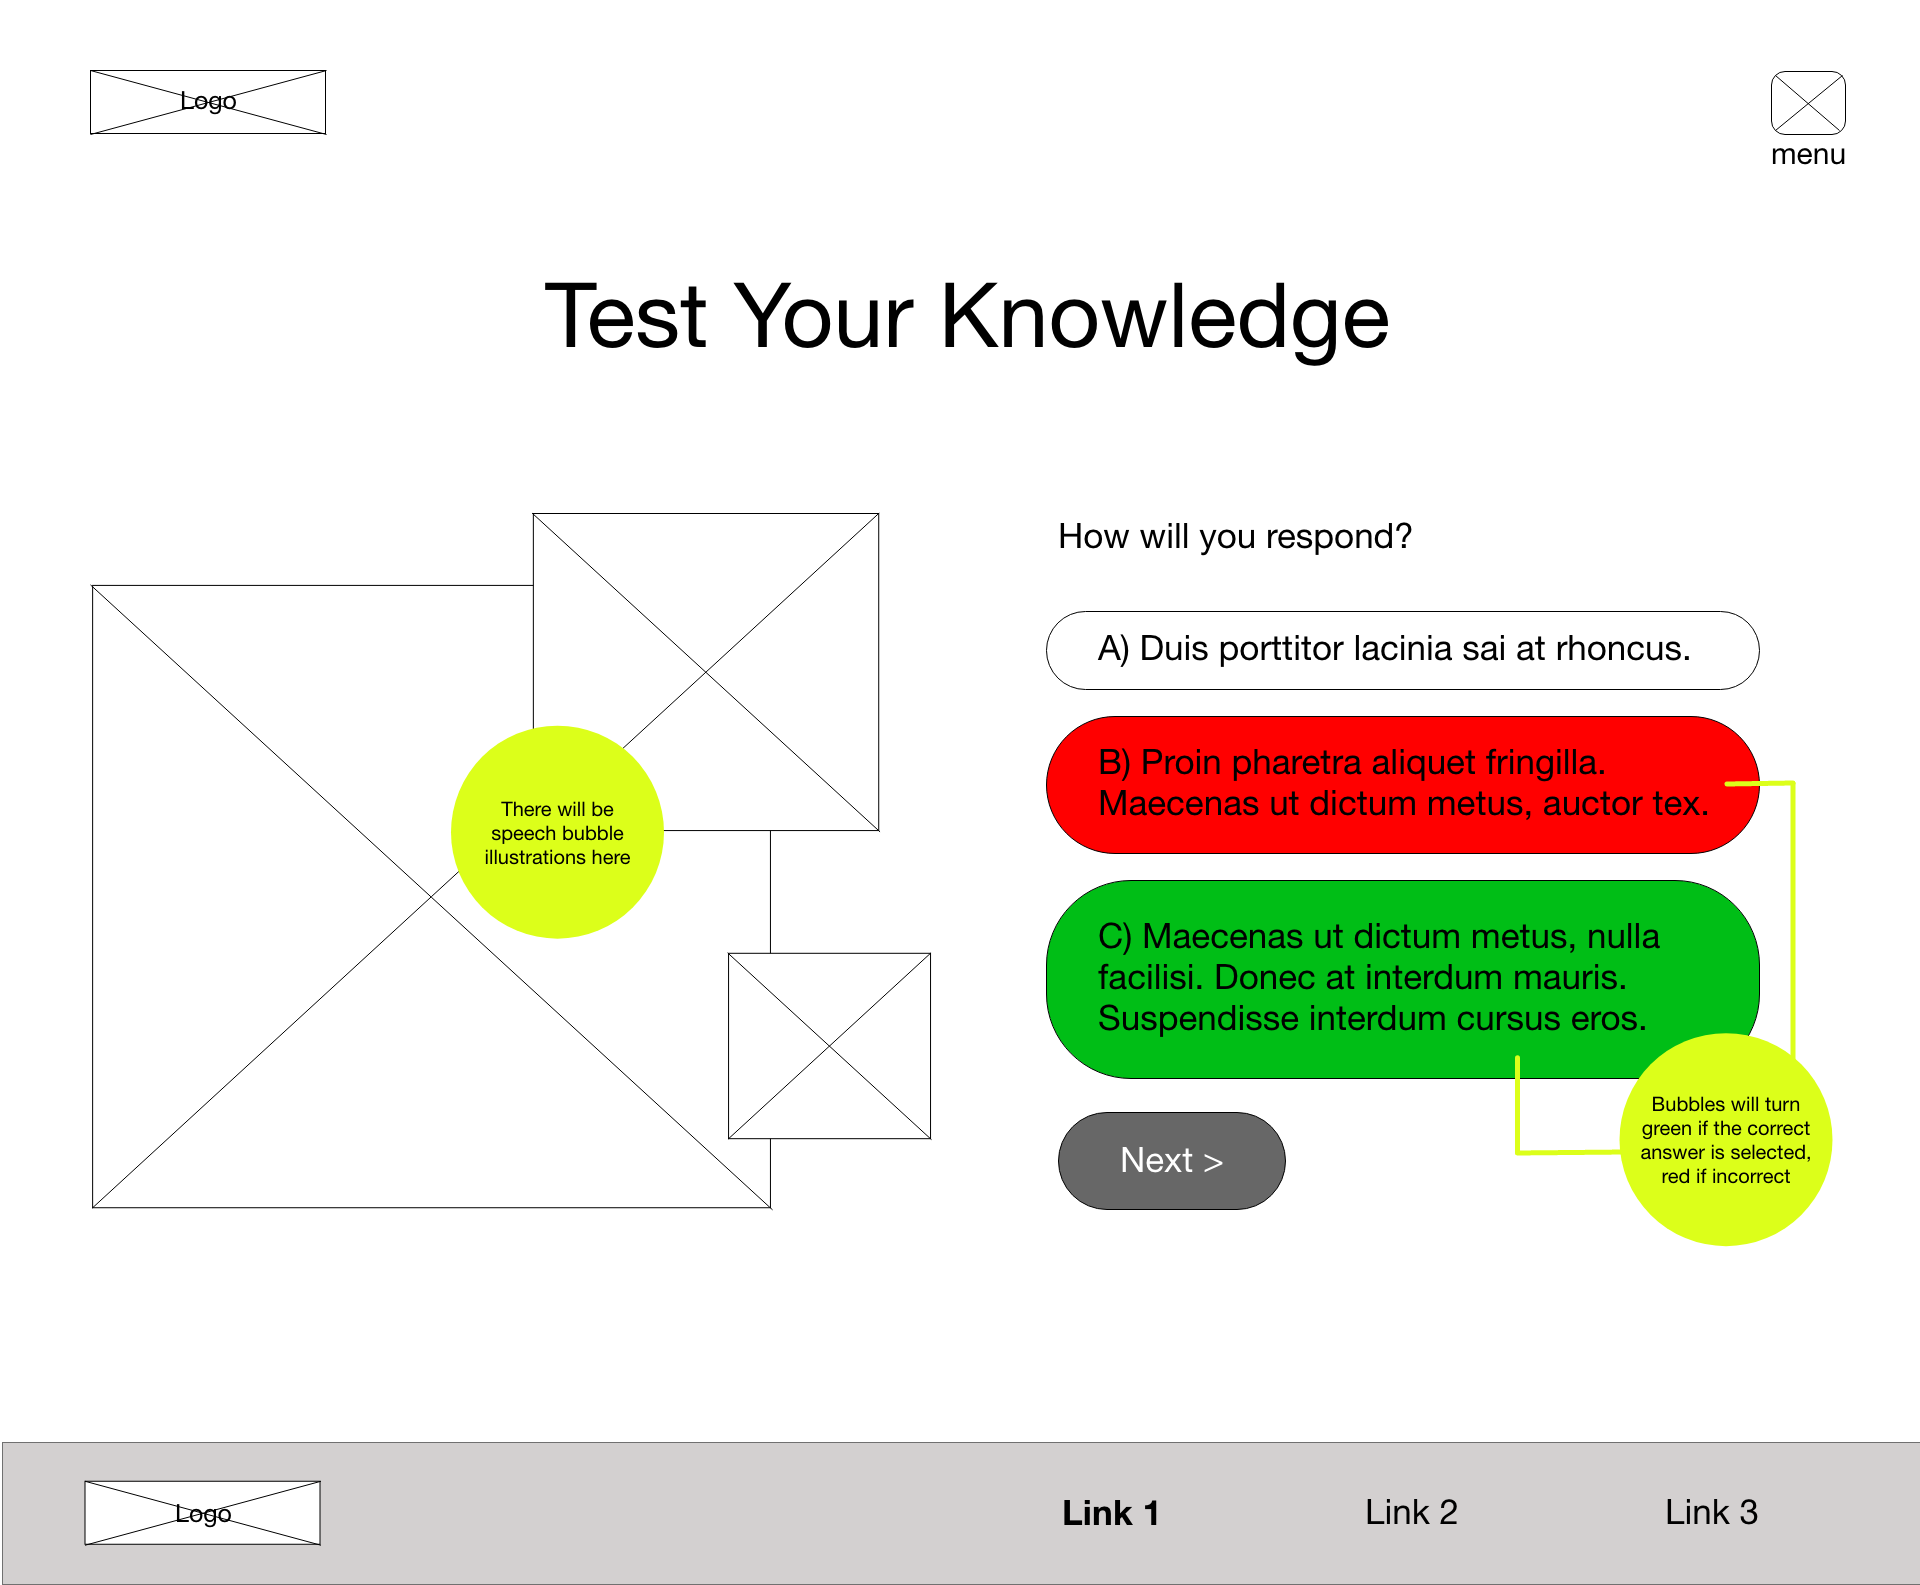 Logo
menu
Test Your Knowledge
There will be
speech bubble
illustrations here
How will you respond?
A) Duis porttitor lacinia sai at rhoncus.
B) Proin pharetra aliquet fringilla.
Maecenas ut dictum metus, auctor tex.
C) Maecenas ut dictum metus, nulla
facilisi. Donec at interdum mauris.
Suspendisse interdum cursus eros.
Bubbles will turn
green if the correct
answer is selected,
red if incorrect
Next >
Logo
Link 1
Link 2
Link 3